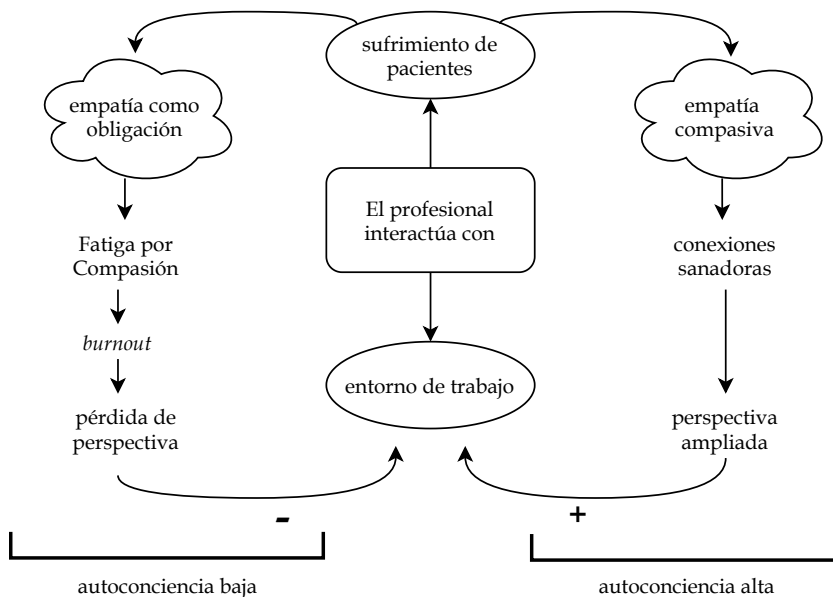 sufrimiento de
pacientes
empatía como
obligación
empatía
compasiva
El profesional
interactúa con
Fatiga por
Compasión
conexiones
sanadoras
burnout
entorno de trabajo
pérdida de
perspectiva
perspectiva
ampliada
-
+
autoconciencia baja
autoconciencia alta